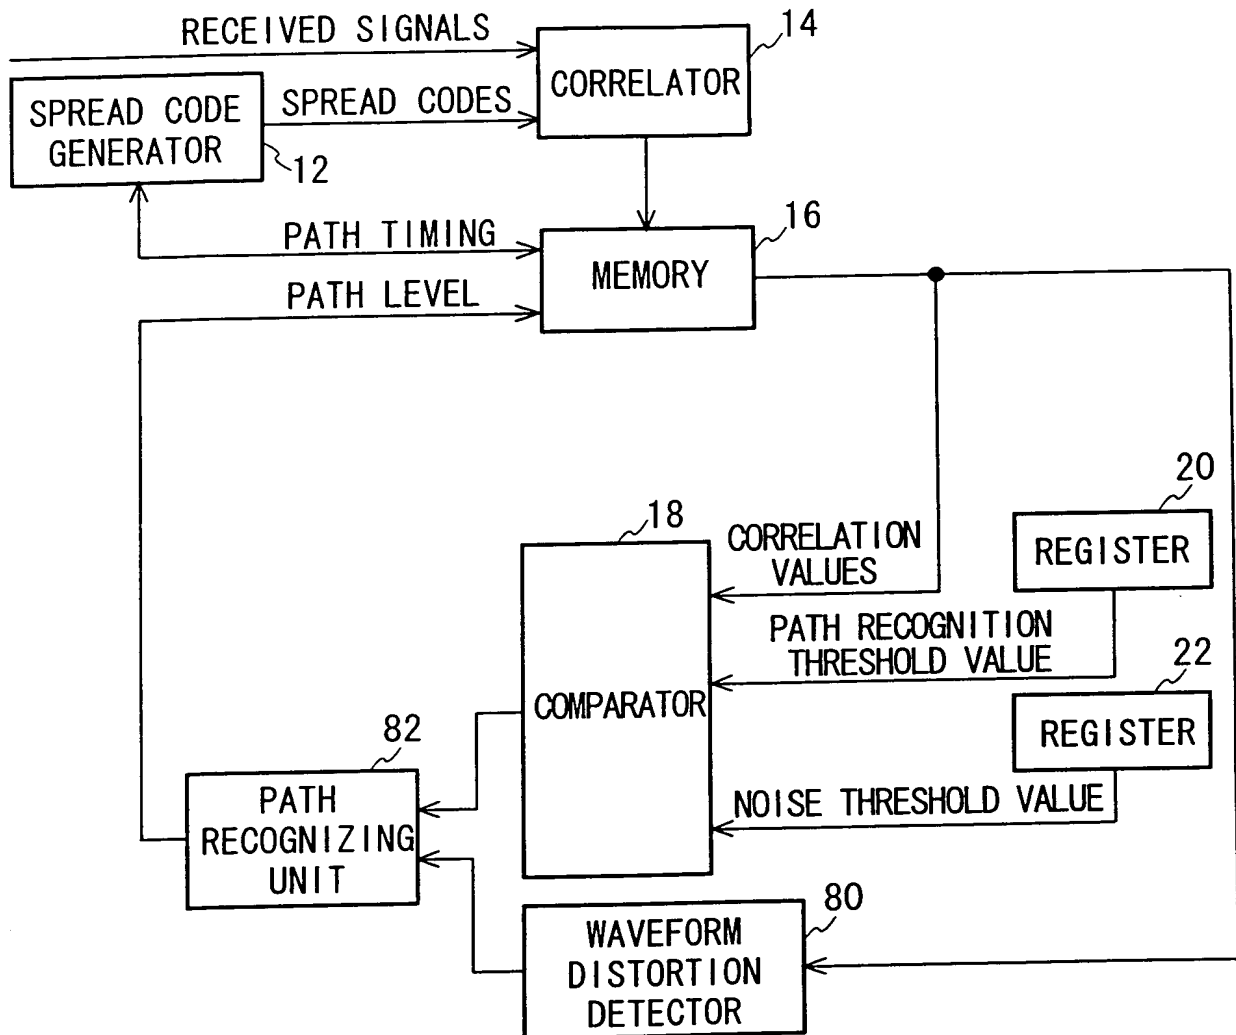 RECEIVED SIGNALS
14
CORRELATOR
SPREAD CODE
GENERATOR
SPREAD CODES
12
PATH TIMING
16
MEMORY
PATH LEVEL
18
CORRELATION
VALUES
20
REGISTER
PATH RECOGNITION
THRESHOLD VALUE
22
REGISTER
COMPARATOR
82
PATH
RECOGNIZING
UNIT
NOISE THRESHOLD VALUE
80
WAVEFORM
DISTORTION
DETECTOR